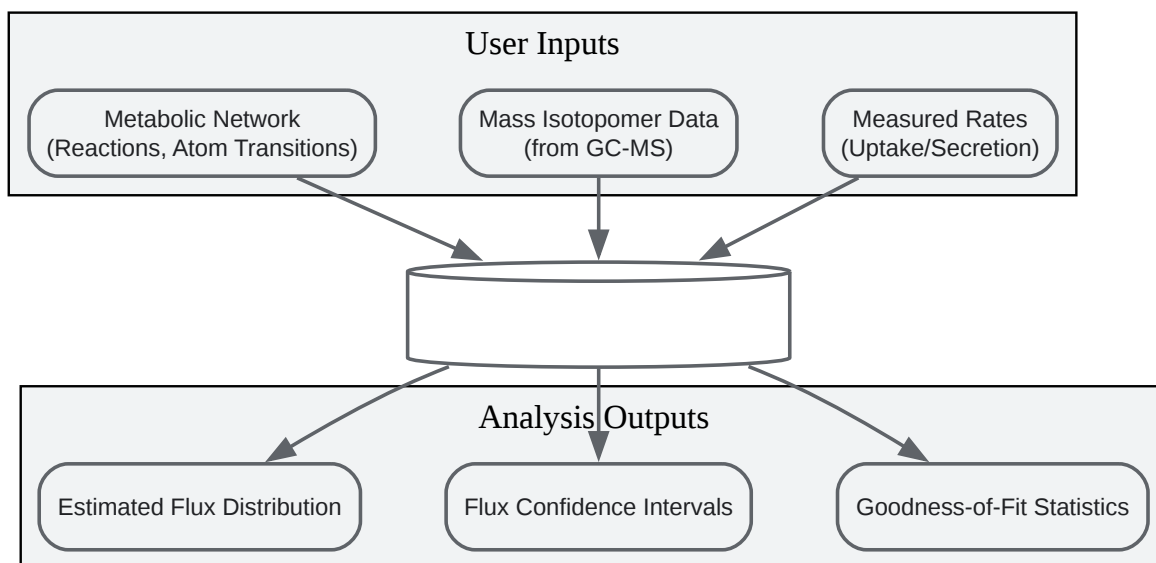 User Inputs
Metabolic Network
(Reactions, Atom Transitions)
Mass Isotopomer Data
(from GC-MS)
Measured Rates
(Uptake/Secretion)
Analysis Outputs
Estimated Flux Distribution
Flux Confidence Intervals
Goodness-of-Fit Statistics